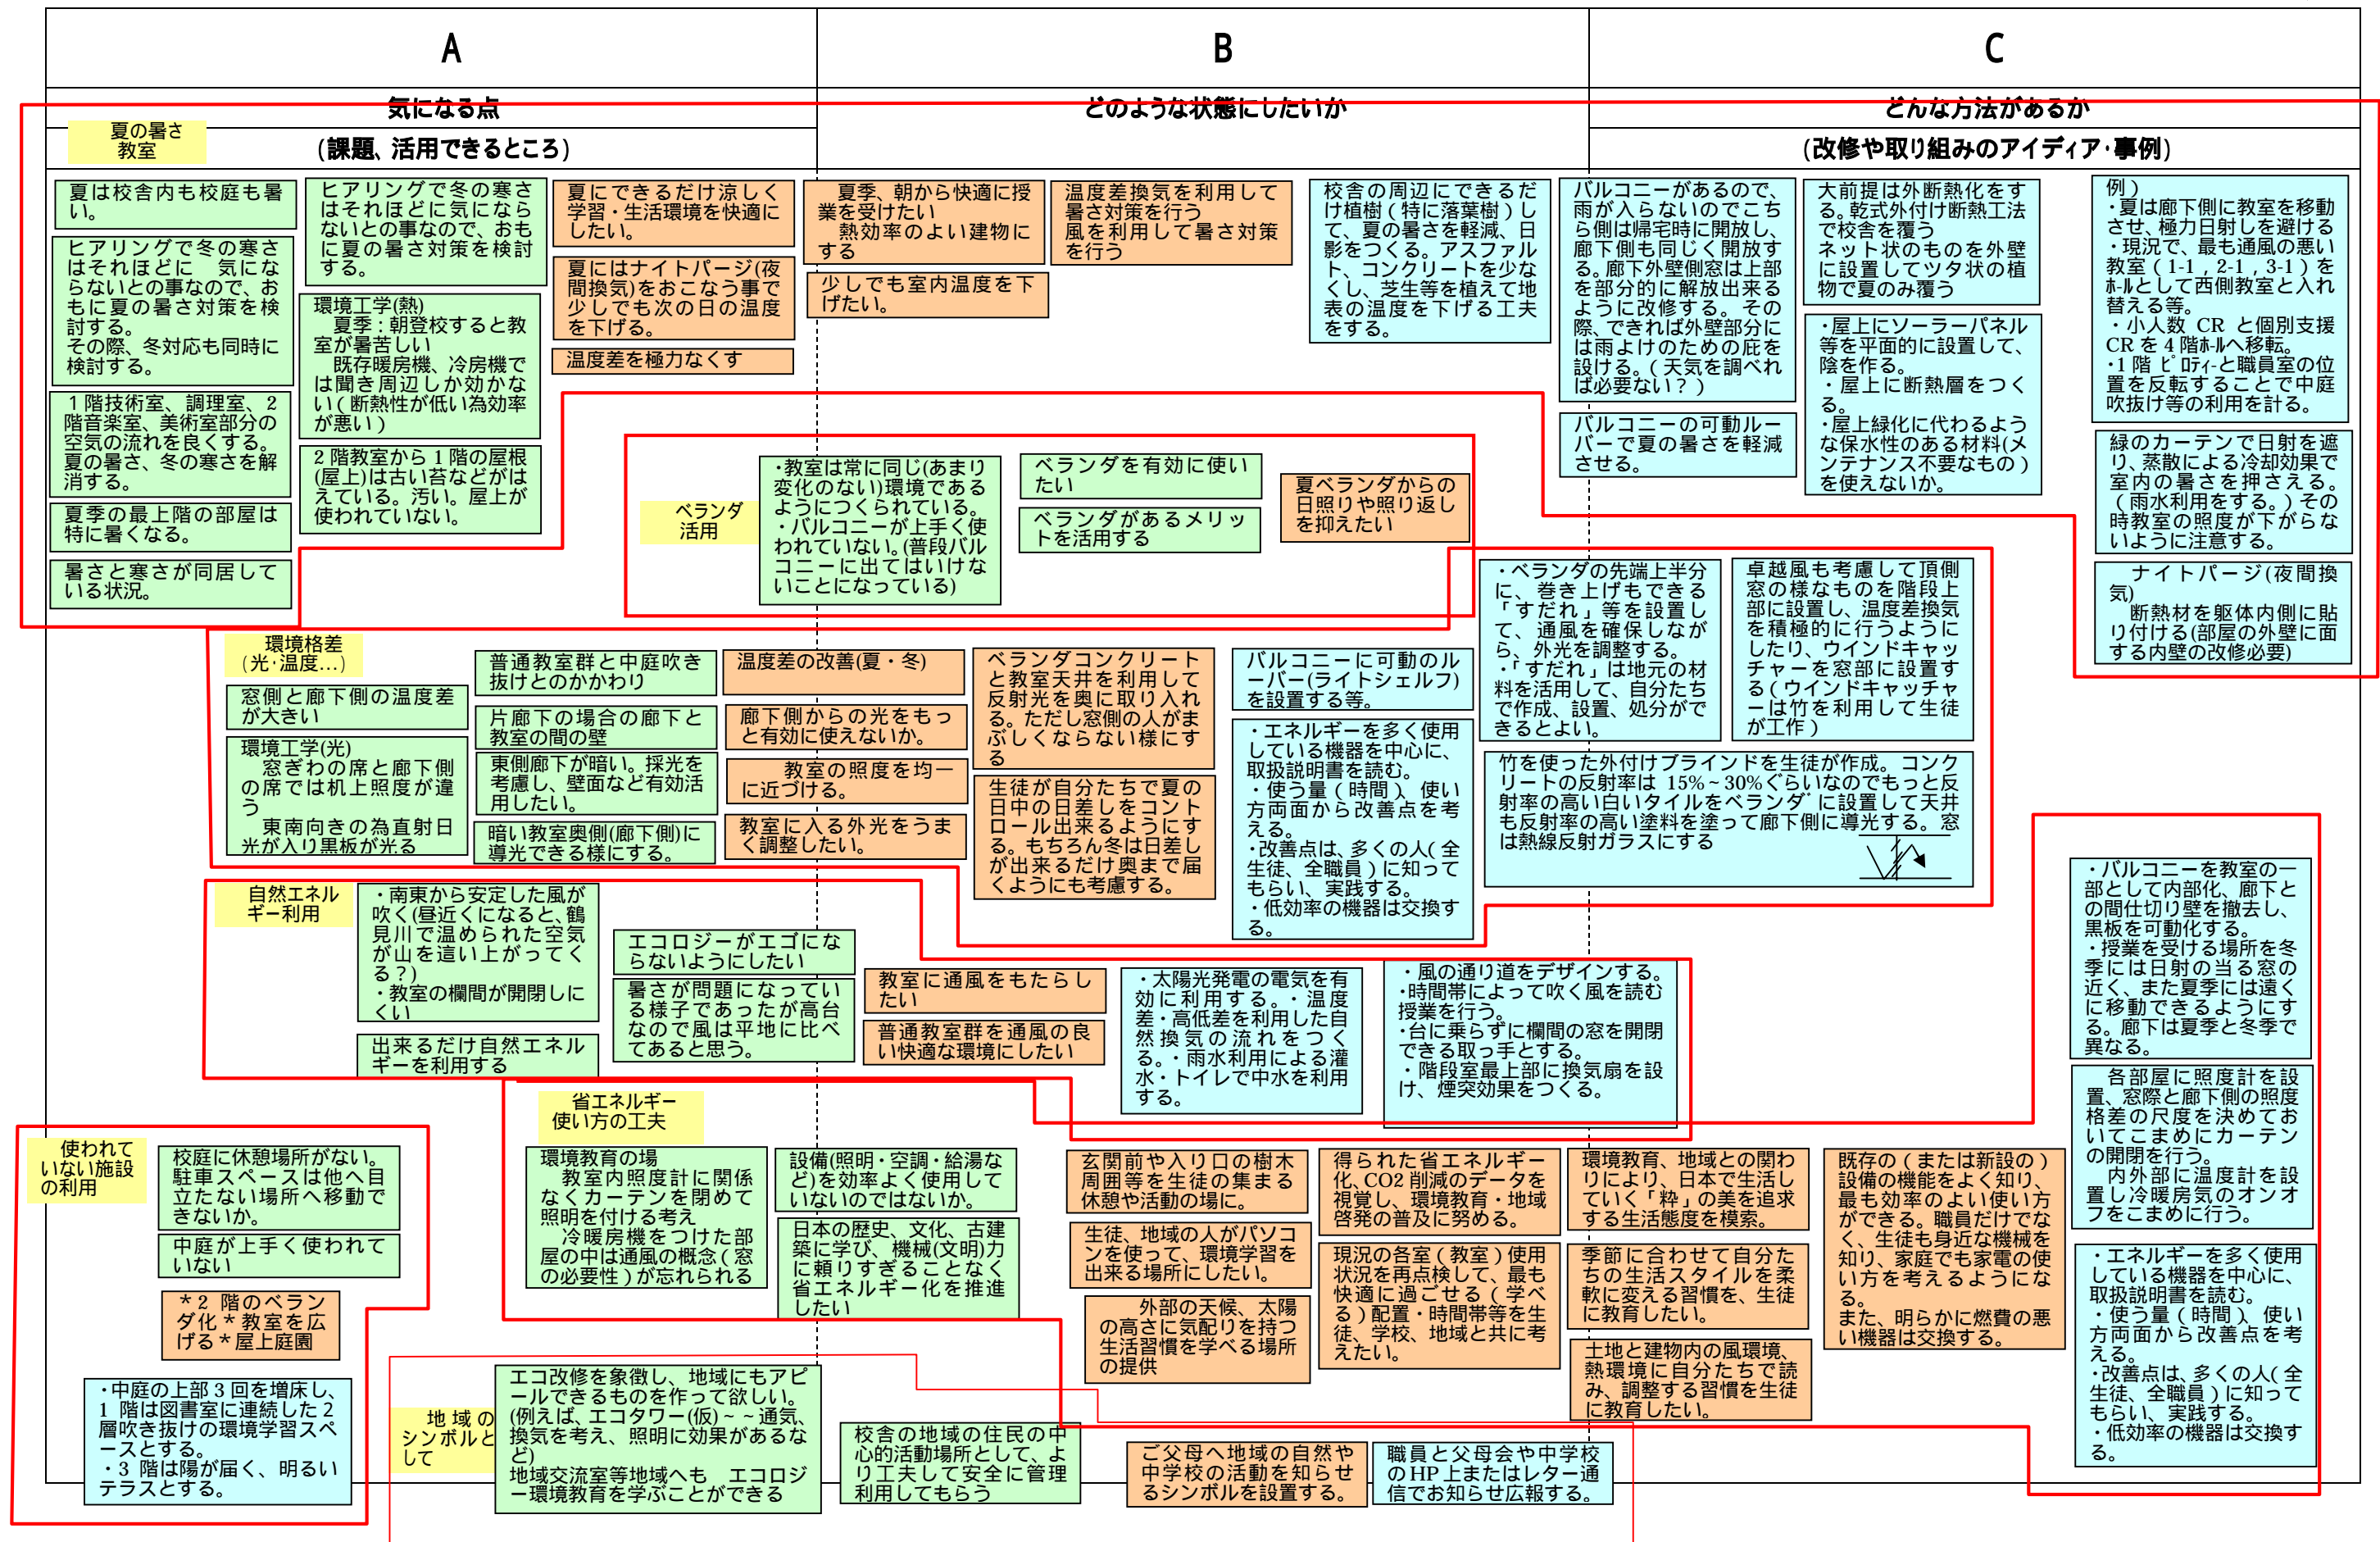 A
B
C
気になる点
どのような状態にしたいか
どんな方法があるか
(課題、活用できるところ)
(改修や取り組みのアイディア・事例)
夏の暑さ
教室
夏は校舎内も校庭も暑
い。
ヒアリングで冬の寒さ
はそれほどに　気にな
らないとの事なので、お
もに夏の暑さ対策を検
討する。
その際、冬対応も同時に
検討する。
1 階技術室、調理室、2
階音楽室、美術室部分の
空気の流れを良くする。
夏の暑さ、冬の寒さを解
消する。
夏季の最上階の部屋は
特に暑くなる。
暑さと寒さが同居して
いる状況。
ヒアリングで冬の寒さ
はそれほどに気になら
ないとの事なので、おも
に夏の暑さ対策を検討
する。
環境工学(熱)
夏季：朝登校すると教
室が暑苦しい
既存暖房機、冷房機で
は聞き周辺しか効かな
い（断熱性が低い為効率
が悪い）
2 階教室から 1 階の屋根
(屋上)は古い苔などがは
えている。汚い。屋上が
使われていない。
夏にできるだけ涼しく
学習・生活環境を快適に
したい。
夏にはナイトパージ(夜
間換気)をおこなう事で
少しでも次の日の温度
を下げる。
温度差を極力なくす
夏季、朝から快適に授
業を受けたい
熱効率のよい建物に
する
少しでも室内温度を下
げたい。
温度差換気を利用して
暑さ対策を行う
風を利用して暑さ対策
を行う
校舎の周辺にできるだ
け植樹（特に落葉樹）し
て、夏の暑さを軽減、日
影をつくる。アスファル
ト、コンクリートを少な
くし、芝生等を植えて地
表の温度を下げる工夫
をする。
バルコニーがあるので、
雨が入らないのでこち
ら側は帰宅時に開放し、
廊下側も同じく開放す
る。廊下外壁側窓は上部
を部分的に解放出来る
ように改修する。その
際、できれば外壁部分に
は雨よけのための庇を
設ける。（天気を調べれ
ば必要ない？）
バルコニーの可動ルー
バーで夏の暑さを軽減
させる。
大前提は外断熱化をす
る。乾式外付け断熱工法
で校舎を覆う
ネット状のものを外壁
に設置してツタ状の植
物で夏のみ覆う
・屋上にソーラーパネル
等を平面的に設置して、
陰を作る。
・屋上に断熱層をつく
る。
・屋上緑化に代わるよう
な保水性のある材料(メ
ンテナンス不要なもの）
を使えないか。
例）
・夏は廊下側に教室を移動
させ、極力日射しを避ける
・現況で、最も通風の悪い
教室（1-1，2-1，3-1）を
ﾎｰﾙとして西側教室と入れ
替える等。
・小人数 CR と個別支援
CR を 4 階ﾎｰﾙへ移転。
・1 階 ﾋﾟﾛﾃｨｰと職員室の位
置を反転することで中庭
吹抜け等の利用を計る。
緑のカーテンで日射を遮
り、蒸散による冷却効果で
室内の暑さを押さえる。
（雨水利用をする。）その
時教室の照度が下がらな
いように注意する。
ナイトパージ(夜間換
気)
断熱材を躯体内側に貼
り付ける(部屋の外壁に面
する内壁の改修必要)
ベランダ
活用
・教室は常に同じ(あまり
変化のない)環境である
ようにつくられている。
・バルコニーが上手く使
われていない。(普段バル
コニーに出てはいけな
いことになっている)
ベランダを有効に使い
たい
ベランダがあるメリッ
トを活用する
夏ベランダからの
日照りや照り返し
を抑えたい
環境格差
(光・温度…)
窓側と廊下側の温度差
が大きい
環境工学(光)
窓ぎわの席と廊下側
の席では机上照度が違
う
東南向きの為直射日
光が入り黒板が光る
普通教室群と中庭吹き
抜けとのかかわり
片廊下の場合の廊下と
教室の間の壁
東側廊下が暗い。採光を
考慮し、壁面など有効活
用したい。
暗い教室奥側(廊下側)に
導光できる様にする。
温度差の改善(夏・冬)
廊下側からの光をもっ
と有効に使えないか。
教室の照度を均一
に近づける。
教室に入る外光をうま
く調整したい。
ベランダコンクリート
と教室天井を利用して
反射光を奥に取り入れ
る。ただし窓側の人がま
ぶしくならない様にす
る
生徒が自分たちで夏の
日中の日差しをコント
ロール出来るようにす
る。もちろん冬は日差し
が出来るだけ奥まで届
くようにも考慮する。
バルコニーに可動のル
ーバー(ライトシェルフ)
を設置する等。
・エネルギーを多く使用
している機器を中心に、
取扱説明書を読む。
・使う量（時間）、使い
方両面から改善点を考
える。
・改善点は、多くの人（全
生徒、全職員）に知って
もらい、実践する。
・低効率の機器は交換す
る。
・ベランダの先端上半分
に、巻き上げもできる
「すだれ」等を設置し
て、通風を確保しなが
ら、外光を調整する。
・「すだれ」は地元の材
料を活用して、自分たち
で作成、設置、処分がで
きるとよい。
卓越風も考慮して頂側
窓の様なものを階段上
部に設置し、温度差換気
を積極的に行うように
したり、ウインドキャッ
チャーを窓部に設置す
る（ウインドキャッチャ
ーは竹を利用して生徒
が工作）
竹を使った外付けブラインドを生徒が作成。コンク
リートの反射率は 15%~30%ぐらいなのでもっと反
射率の高い白いタイルをベランダﾞに設置して天井
も反射率の高い塗料を塗って廊下側に導光する。窓
は熱線反射ガラスにする
自然エネル
ギー利用
・南東から安定した風が
吹く(昼近くになると、鶴
見川で温められた空気
が山を這い上がってく
る？)
・教室の欄間が開閉しに
くい
出来るだけ自然エネル
ギーを利用する
エコロジーがエゴにな
らないようにしたい
暑さが問題になってい
る様子であったが高台
なので風は平地に比べ
てあると思う。
教室に通風をもたらし
たい
普通教室群を通風の良
い快適な環境にしたい
・太陽光発電の電気を有
効に利用する。・温度
差・高低差を利用した自
然換気の流れをつく
る。・雨水利用による灌
水・トイレで中水を利用
する。
・風の通り道をデザインする。
・時間帯によって吹く風を読む
授業を行う。
・台に乗らずに欄間の窓を開閉
できる取っ手とする。
・階段室最上部に換気扇を設
け、煙突効果をつくる。
・バルコニーを教室の一
部として内部化、廊下と
の間仕切り壁を撤去し、
黒板を可動化する。
・授業を受ける場所を冬
季には日射の当る窓の
近く、また夏季には遠く
に移動できるようにす
る。廊下は夏季と冬季で
異なる。
各部屋に照度計を設
置、窓際と廊下側の照度
格差の尺度を決めてお
いてこまめにカーテン
の開閉を行う。
内外部に温度計を設
置し冷暖房気のオンオ
フをこまめに行う。
・エネルギーを多く使用
している機器を中心に、
取扱説明書を読む。
・使う量（時間）、使い
方両面から改善点を考
える。
・改善点は、多くの人（全
生徒、全職員）に知って
もらい、実践する。
・低効率の機器は交換す
る。
省エネルギー
使い方の工夫
環境教育の場
教室内照度計に関係
なくカーテンを閉めて
照明を付ける考え
冷暖房機をつけた部
屋の中は通風の概念（窓
の必要性）が忘れられる
設備(照明・空調・給湯な
ど)を効率よく使用して
いないのではないか。
日本の歴史、文化、古建
築に学び、機械(文明)力
に頼りすぎることなく
省エネルギー化を推進
したい
玄関前や入り口の樹木
周囲等を生徒の集まる
休憩や活動の場に。
生徒、地域の人がパソコ
ンを使って、環境学習を
出来る場所にしたい。
外部の天候、太陽
の高さに気配りを持つ
生活習慣を学べる場所
の提供
得られた省エネルギー
化、CO2 削減のデータを
視覚し、環境教育・地域
啓発の普及に努める。
現況の各室（教室）使用
状況を再点検して、最も
快適に過ごせる（学べ
る）配置・時間帯等を生
徒、学校、地域と共に考
えたい。
環境教育、地域との関わ
りにより、日本で生活し
ていく「粋」の美を追求
する生活態度を模索。
季節に合わせて自分た
ちの生活スタイルを柔
軟に変える習慣を、生徒
に教育したい。
土地と建物内の風環境、
熱環境に自分たちで読
み、調整する習慣を生徒
に教育したい。
既存の（または新設の）
設備の機能をよく知り、
最も効率のよい使い方
ができる。職員だけでな
く、生徒も身近な機械を
知り、家庭でも家電の使
い方を考えるようにな
る。
また、明らかに燃費の悪
い機器は交換する。
使われて
いない施設
の利用
校庭に休憩場所がない。
駐車スペースは他へ目
立たない場所へ移動で
きないか。
中庭が上手く使われて
いない
＊2 階のベラン
ダ化＊教室を広
げる＊屋上庭園
・中庭の上部 3 回を増床し、
1 階は図書室に連続した 2
層吹き抜けの環境学習スペ
ースとする。
・3 階は陽が届く、明るい
テラスとする。
地域の
シンボルと
して
エコ改修を象徴し、地域にもアピ
ールできるものを作って欲しい。
(例えば、エコタワー(仮)~~通気、
換気を考え、照明に効果があるな
ど)
地域交流室等地域へも　エコロジ
ー環境教育を学ぶことができる
校舎の地域の住民の中
心的活動場所として、よ
り工夫して安全に管理
利用してもらう
ご父母へ地域の自然や
中学校の活動を知らせ
るシンボルを設置する。
職員と父母会や中学校
の HP 上またはレター通
信でお知らせ広報する。